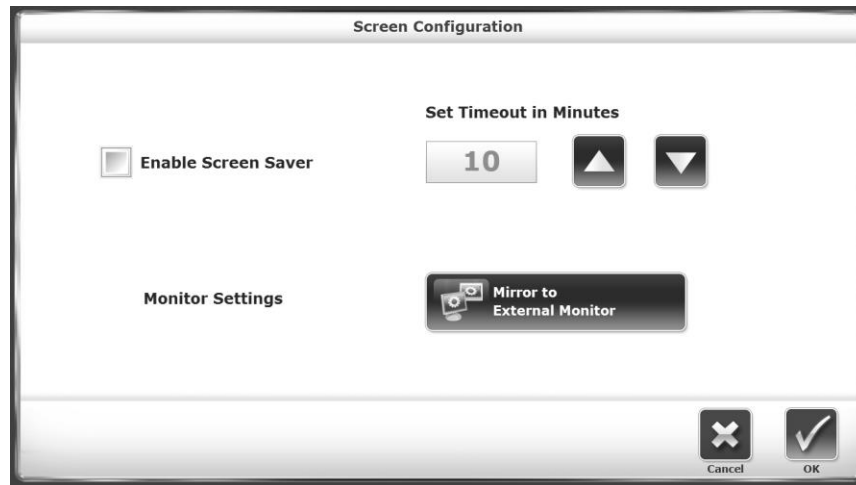 Screen Configuration
Set Timeout in Minutes
Enable Screen Saver
10
Monitor Settings
Mirror to
External Monitor
Cancel
OK